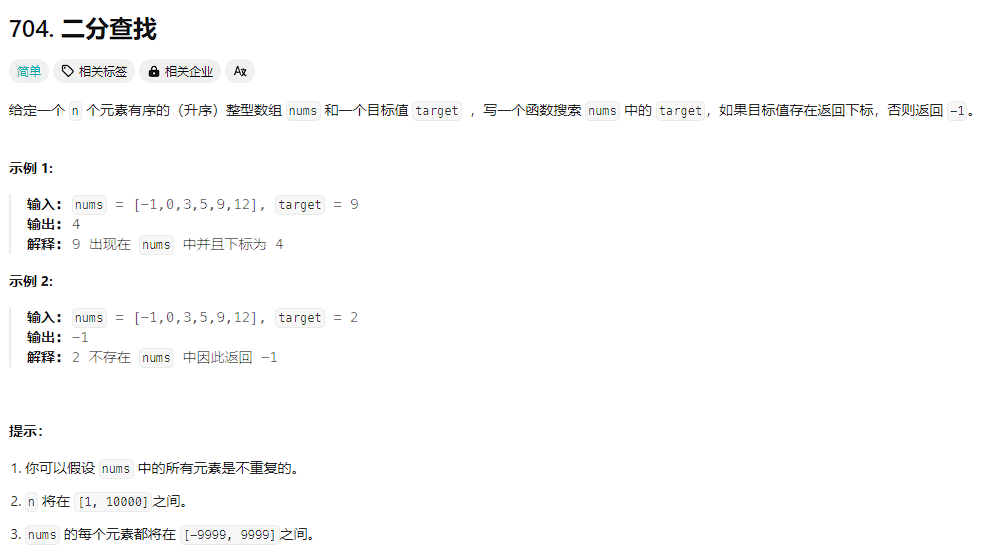 704. 二分查找
简单 相关标签 相关企业 Aて
给定一个 n 个元素有序的（升序）整型数组 nums 和一个目标值 target ，写一个函数搜索 nums 中的 target，如果目标值存在返回下标，否则返回 -1。
示例 1:
输入: nums = [-1,0,3,5,9,12], target = 9
输出: 4
解释: 9 出现在 nums 中并且下标为 4
示例 2:
输入: nums = [-1,0,3,5,9,12], target = 2
输出: -1
解释: 2 不存在 nums 中因此返回 -1
提示：
1. 你可以假设 nums 中的所有元素是不重复的。
2. n 将在 [1, 10000]之间。
3. nums 的每个元素都将在 [-9999, 9999]之间。